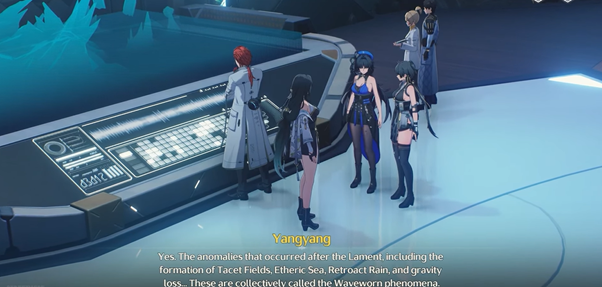 Yangyang
Yes. The anomalies that occurred after the Lament, including the
formation of Tacet Fields, Etheric Sea, Retroact Rain, and gravity
loss... These are collectively called the Waveworn phenomena.